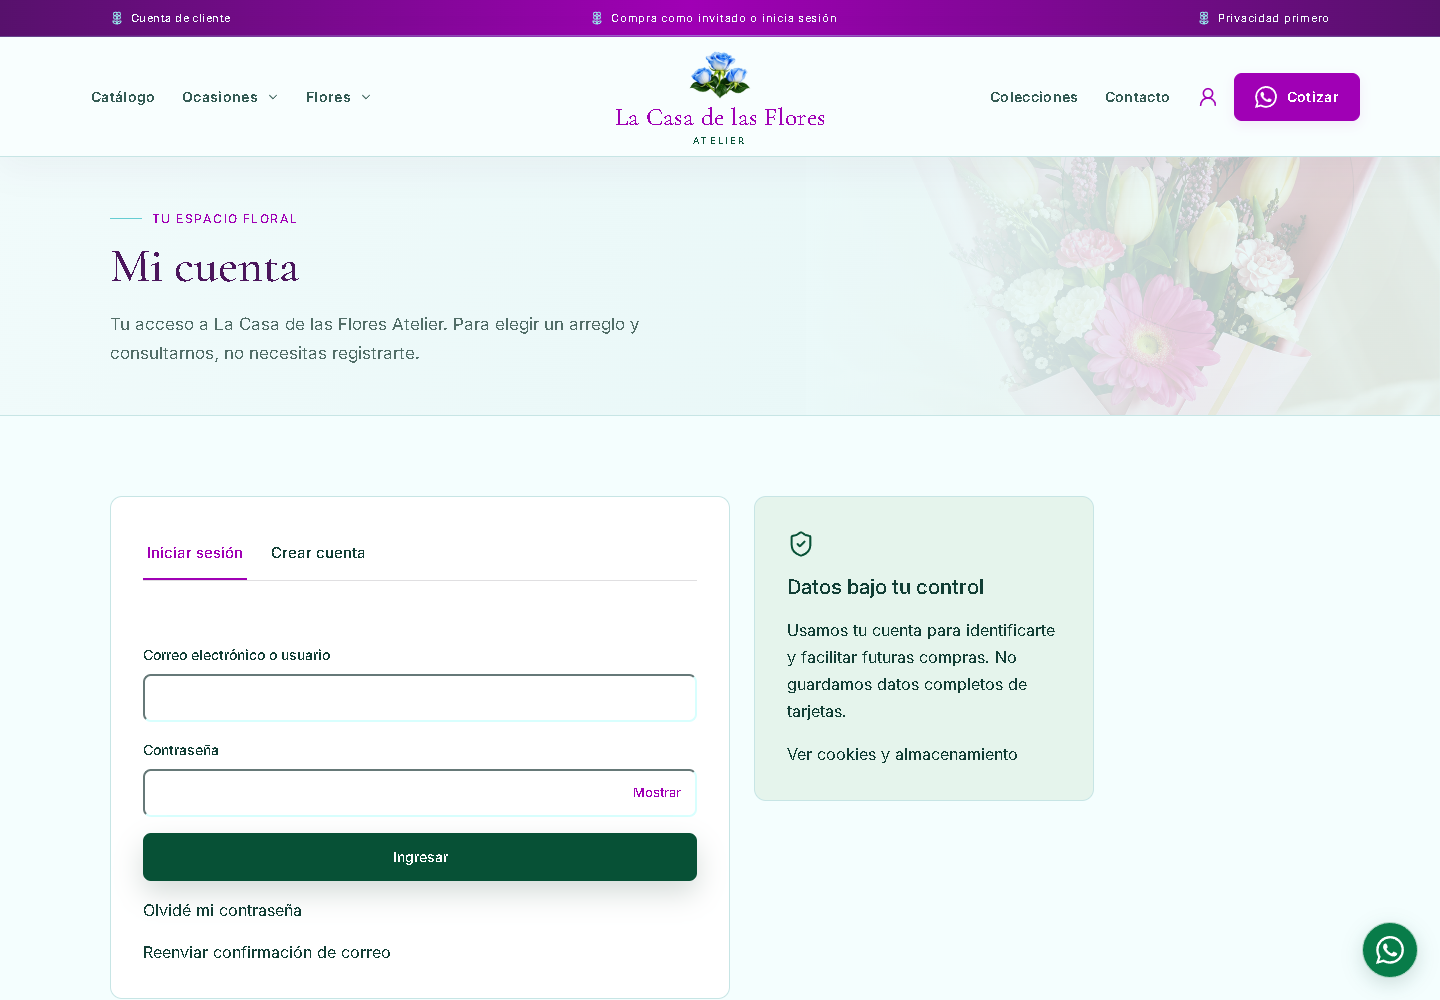 Cuenta de cliente
Compra como invitado o inicia sesión
Privacidad primero
Catálogo
Ocasiones
Flores
La Casa de las Flores
ATELIER
Colecciones
Contacto
Cotizar
TU ESPACIO FLORAL
Mi cuenta
Tu acceso a La Casa de las Flores Atelier. Para elegir un arreglo y
consultarnos, no necesitas registrarte.
Iniciar sesión
Crear cuenta
Correo electrónico o usuario
Contraseña
Mostrar
Ingresar
Olvidé mi contraseña
Reenviar confirmación de correo
Datos bajo tu control
Usamos tu cuenta para identificarte
y facilitar futuras compras. No
guardamos datos completos de
tarjetas.
Ver cookies y almacenamiento